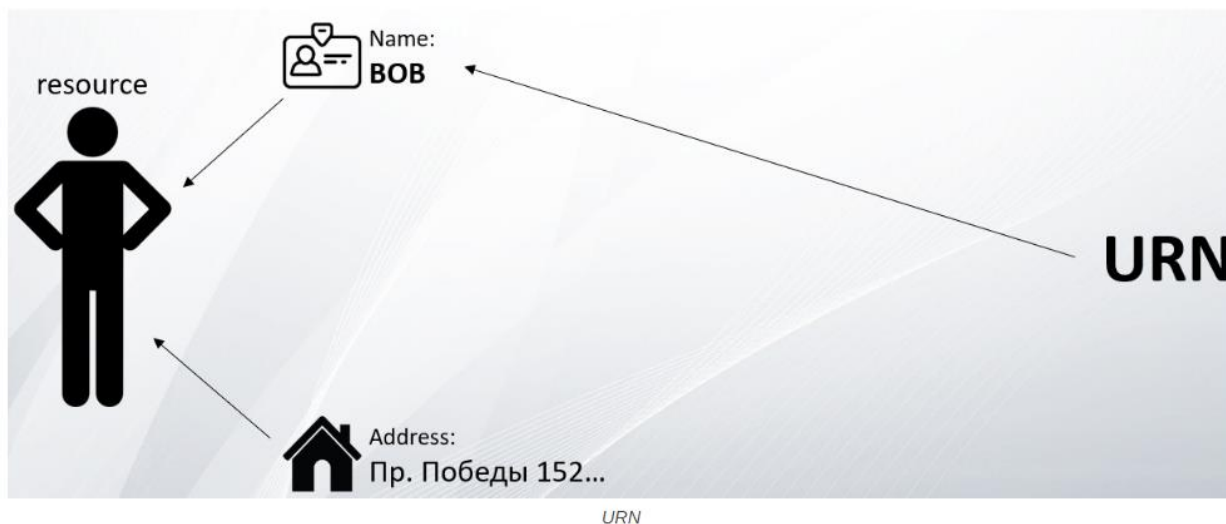 resource
Name:
BOB
URN
Address:
Пр. Победы 152...
URN